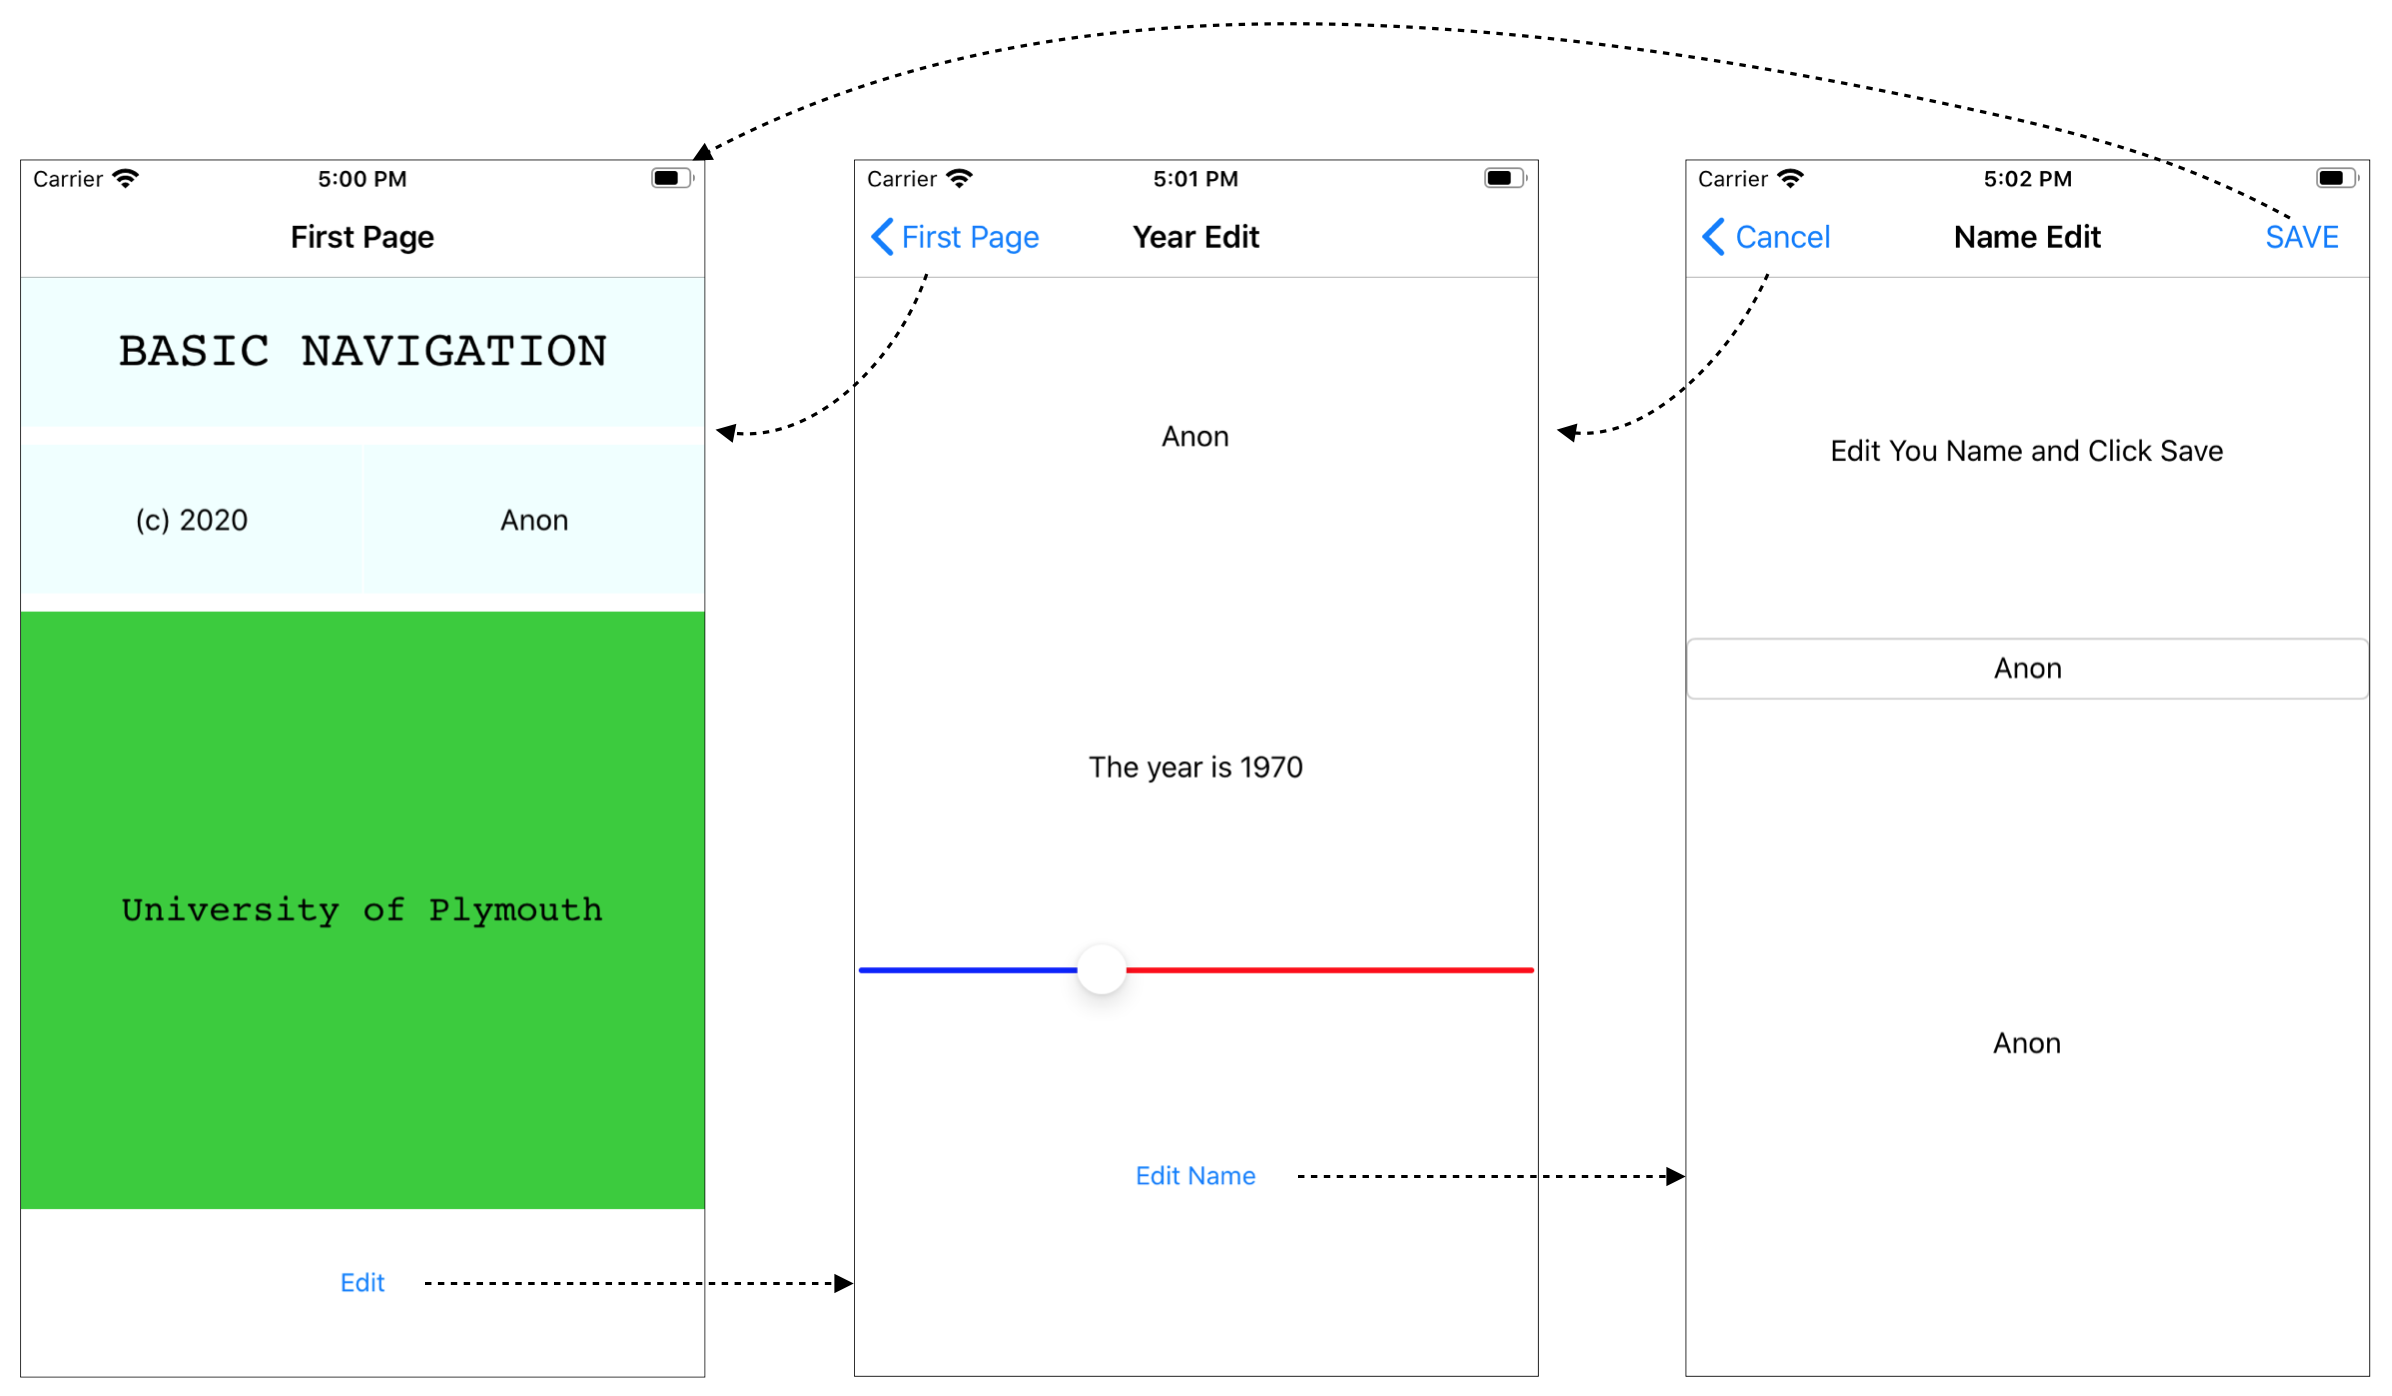 Carrier 5:00 PM
First Page
BASIC NAVIGATION
(c) 2020 Anon
University of Plymouth
Edit
Carrier 5:01 PM
First Page Year Edit
Anon
The year is 1970
Edit Name
Carrier 5:02 PM
Cancel Name Edit SAVE
Edit You Name and Click Save
Anon
Anon